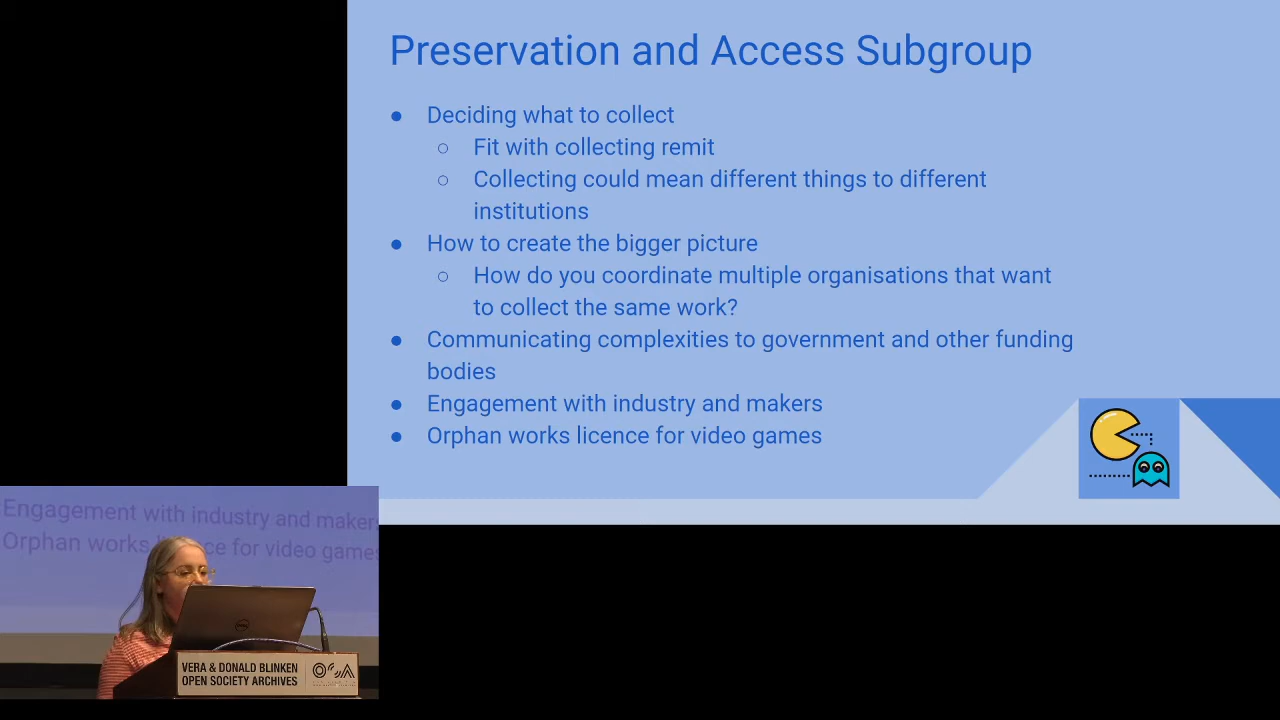 Preservation and Access Subgroup
● Deciding what to collect
○ Fit with collecting remit
○ Collecting could mean different things to different
institutions
● How to create the bigger picture
○ How do you coordinate multiple organisations that want
to collect the same work?
● Communicating complexities to government and other funding
bodies
● Engagement with industry and makers
● Orphan works licence for video games
Engagement with industry and makers
Orphan works licence for video games
DELL
VERA & DONALD BLINKEN
OPEN SOCIETY ARCHIVES